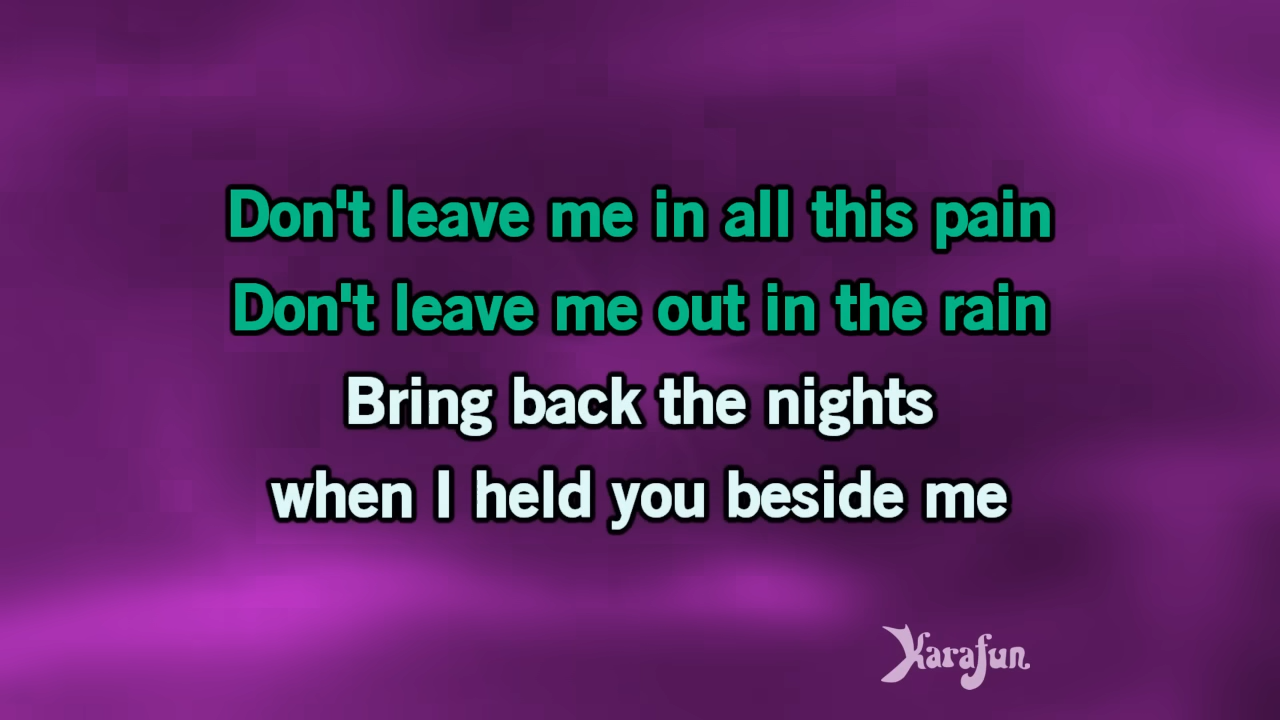 Don't leave me in all this pain
Don't leave me out in the rain
Bring back the nights
when I held you beside me
Karafun